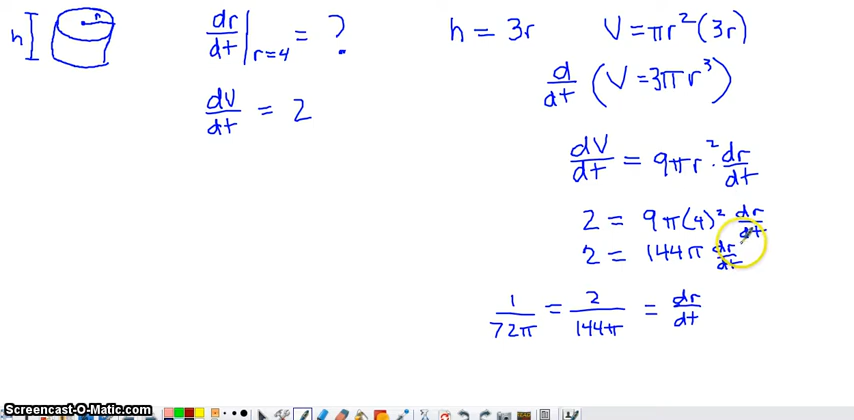 h r dr/dt |r=4 = ?
dV/dt = 2
h = 3r V = πr²(3r)
d/dt (V = 3πr³)
dV/dt = 9πr² · dr/dt
2 = 9π(4)² dr/dt
2 = 144π dr/dt
1/72π = 2/144π = dr/dt
Screencast-O-Matic.com